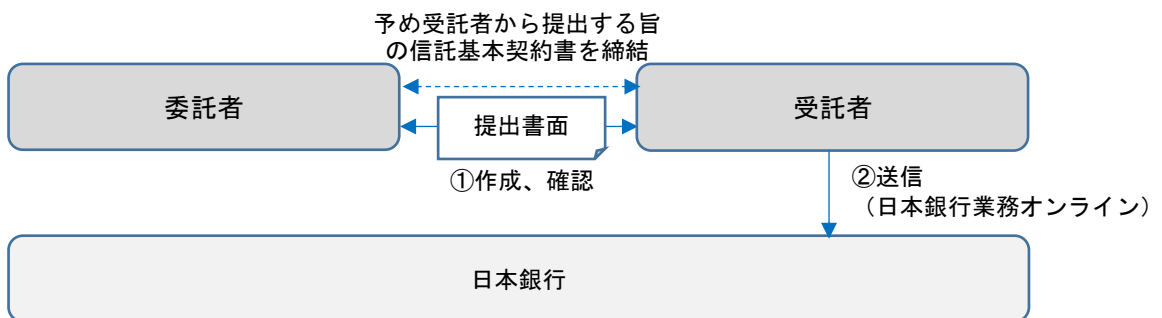 予め受託者から提出する旨
の信託基本契約書を締結
委託者
受託者
提出書面
①作成、確認
②送信
（日本銀行業務オンライン）
日本銀行